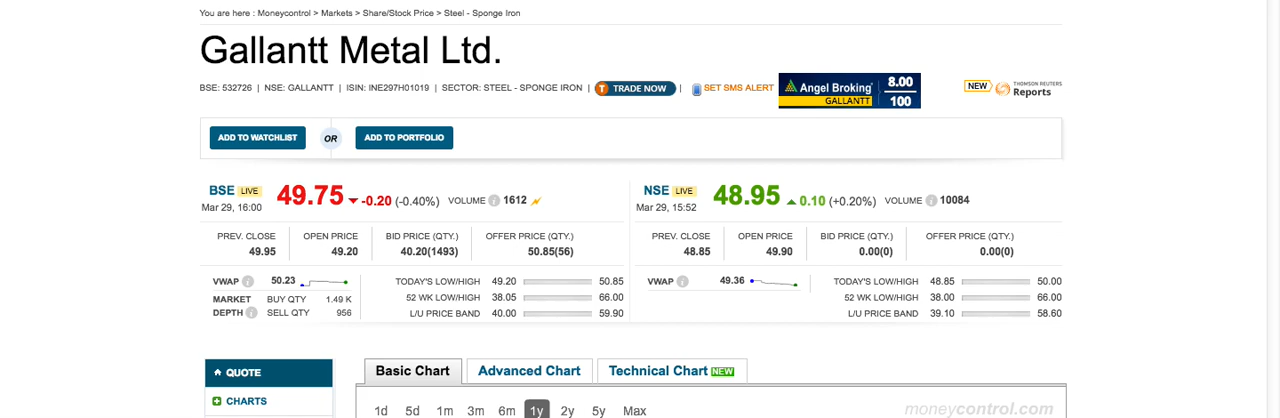 You are here : Moneycontrol > Markets > Share/Stock Price > Steel - Sponge Iron
Gallantt Metal Ltd.
BSE: 532726 | NSE: GALLANTT | ISIN: INE297H01019 | SECTOR: STEEL - SPONGE IRON | T TRADE NOW | SET SMS ALERT
Angel Broking 8.00
GALLANTT 100
NEW THOMSON REUTERS
Reports
ADD TO WATCHLIST OR ADD TO PORTFOLIO
BSE LIVE 49.75 -0.20 (-0.40%) VOLUME i 1612
Mar 29, 16:00
PREV. CLOSE OPEN PRICE BID PRICE (QTY.) OFFER PRICE (QTY.)
49.95 49.20 40.20(1493) 50.85(56)
VWAP i 50.23
MARKET BUY QTY 1.49 K
DEPTH i SELL QTY 956
TODAY'S LOW/HIGH 49.20 50.85
52 WK LOW/HIGH 38.05 66.00
L/U PRICE BAND 40.00 59.90
NSE LIVE 48.95 0.10 (+0.20%) VOLUME i 10084
Mar 29, 15:52
PREV. CLOSE OPEN PRICE BID PRICE (QTY.) OFFER PRICE (QTY.)
48.85 49.90 0.00(0) 0.00(0)
VWAP i 49.36
TODAY'S LOW/HIGH 48.85 50.00
52 WK LOW/HIGH 38.00 66.00
L/U PRICE BAND 39.10 58.60
QUOTE
CHARTS
Basic Chart Advanced Chart Technical Chart NEW
1d 5d 1m 3m 6m 1y 2y 5y Max
moneycontrol.com